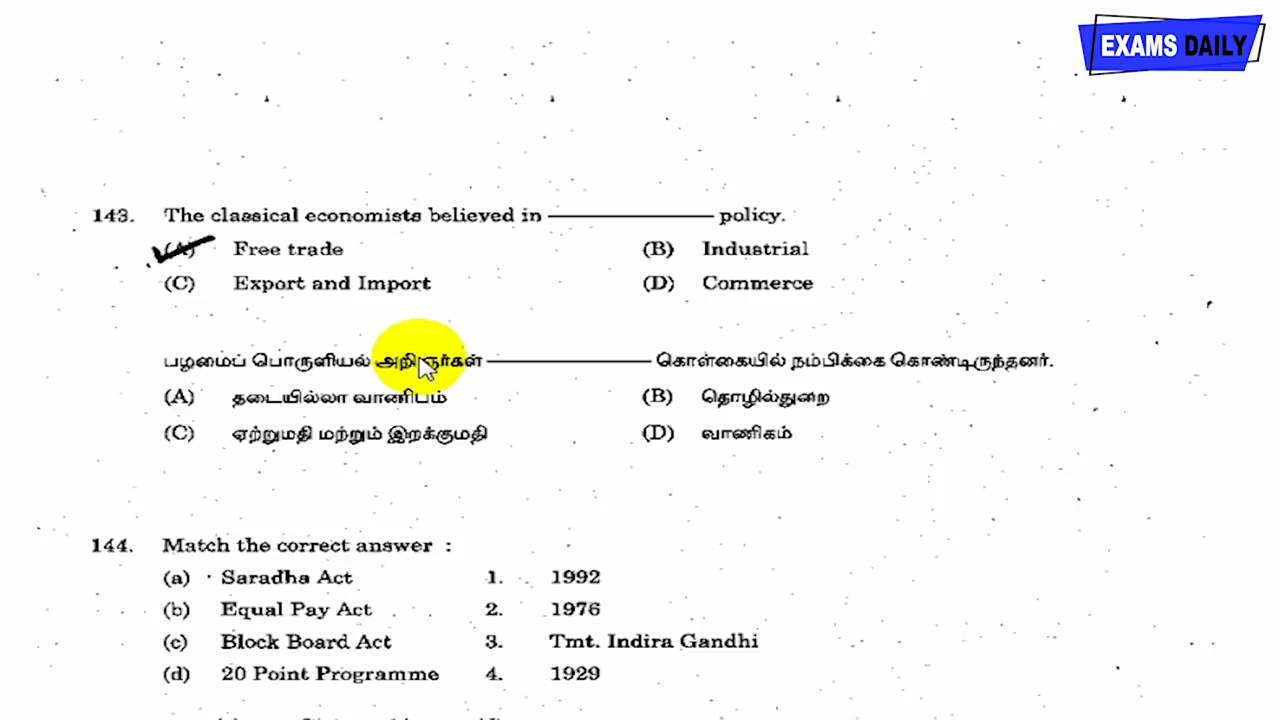 EXAMS DAILY
143. The classical economists believed in ―――― policy.
(A) Free trade (B) Industrial
(C) Export and Import (D) Commerce
பழமைப் பொருளியல் அறிஞர்கள் ―――― கொள்கையில் நம்பிக்கை கொண்டிருந்தனர்.
(A) தடையில்லா வாணிபம் (B) தொழில்துறை
(C) ஏற்றுமதி மற்றும் இறக்குமதி (D) வாணிகம்
144. Match the correct answer :
(a) Saradha Act 1. 1992
(b) Equal Pay Act 2. 1976
(c) Block Board Act 3. Tmt. Indira Gandhi
(d) 20 Point Programme 4. 1929